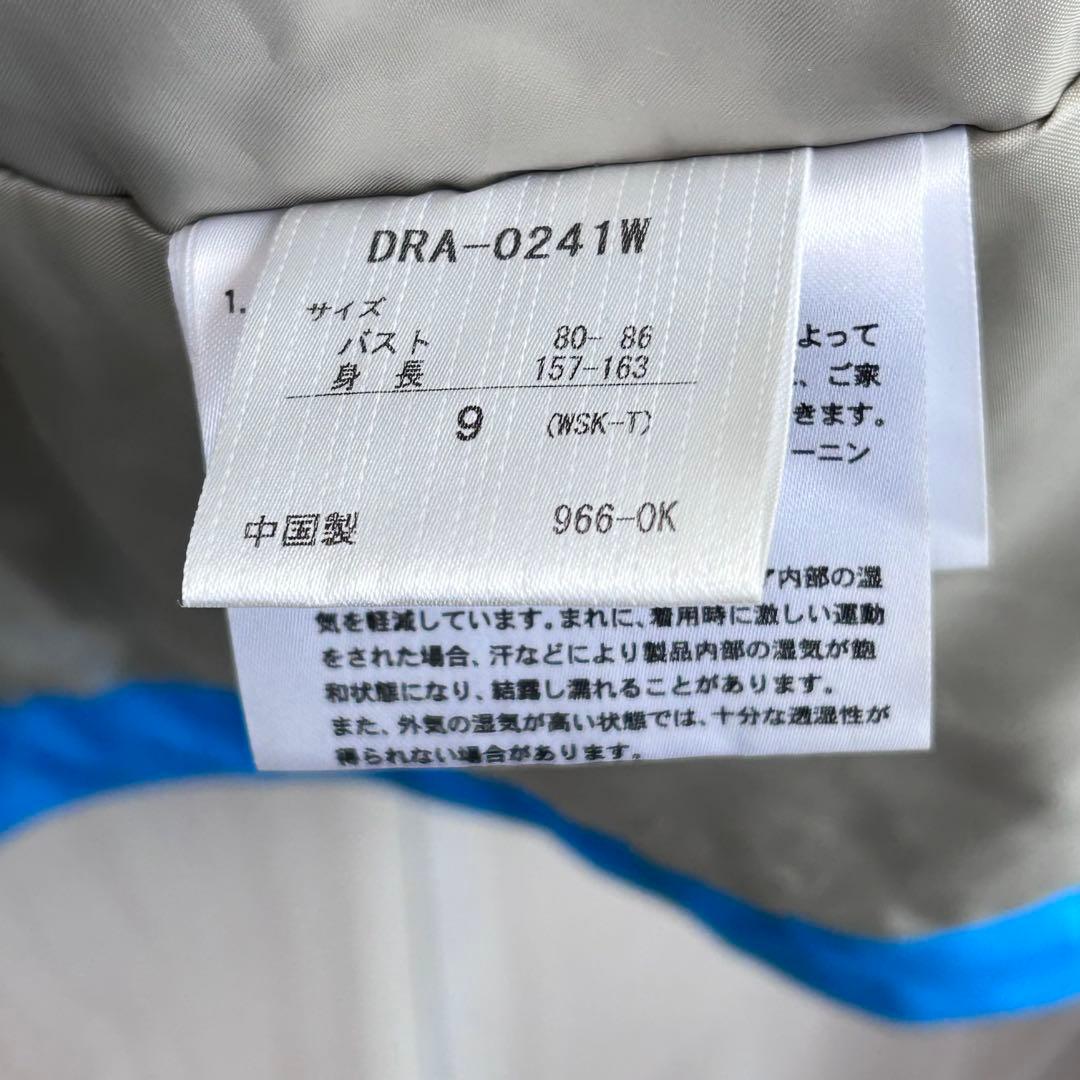 DRA-0241W
サイズ
バスト 80-86
身長 157-163
9 (WSK-T)
中国製 966-OK
1.
よって
、ご家
きます。
ーニン
内部の湿
気を軽減しています。まれに、着用時に激しい運動
をされた場合、汗などにより製品内部の湿気が飽
和状態になり、結露し濡れることがあります。
また、外気の湿気が高い状態では、十分な透湿性が
得られない場合があります。